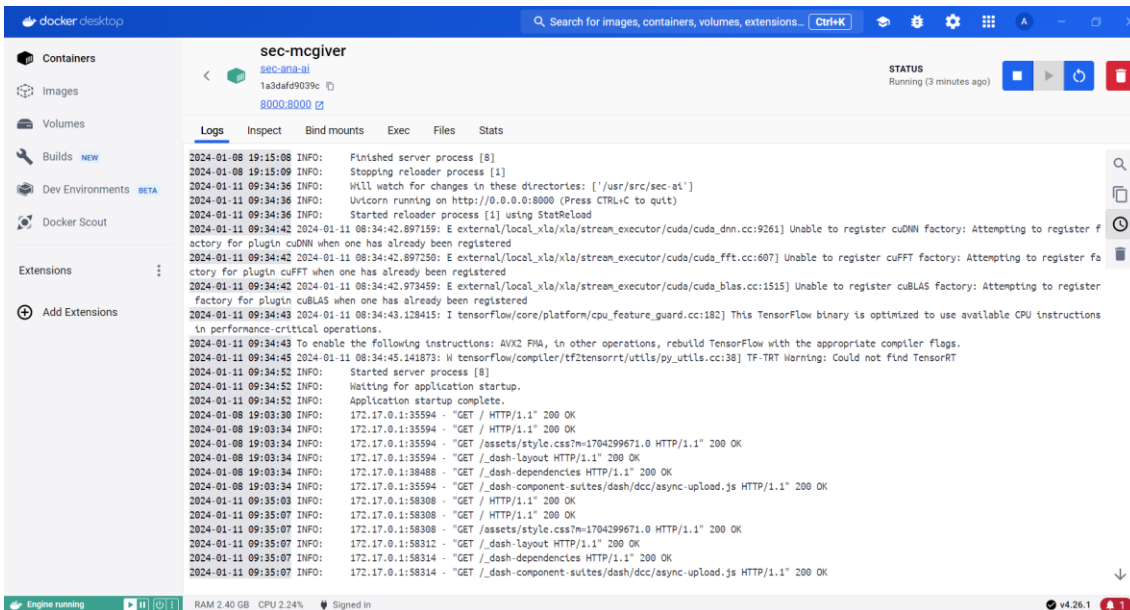 docker desktop
Search for images, containers, volumes, extensions... Ctrl+K
A
Containers
Images
Volumes
Builds NEW
Dev Environments BETA
Docker Scout
Extensions
Add Extensions
sec-mcgiver
sec-ana-ai
1a3dafd9039c
8000:8000
STATUS
Running (3 minutes ago)
Logs Inspect Bind mounts Exec Files Stats
2024-01-08 19:15:08 INFO: Finished server process [8]
2024-01-08 19:15:09 INFO: Stopping reloader process [1]
2024-01-11 09:34:36 INFO: Will watch for changes in these directories: ['/usr/src/sec-ai']
2024-01-11 09:34:36 INFO: Uvicorn running on http://0.0.0.0:8000 (Press CTRL+C to quit)
2024-01-11 09:34:36 INFO: Started reloader process [1] using StatReload
2024-01-11 09:34:42 2024-01-11 08:34:42.897159: E external/local_xla/xla/stream_executor/cuda/cuda_dnn.cc:9261] Unable to register cuDNN factory: Attempting to register f
actory for plugin cuDNN when one has already been registered
2024-01-11 09:34:42 2024-01-11 08:34:42.897250: E external/local_xla/xla/stream_executor/cuda/cuda_fft.cc:607] Unable to register cuFFT factory: Attempting to register fa
ctory for plugin cuFFT when one has already been registered
2024-01-11 09:34:42 2024-01-11 08:34:42.973459: E external/local_xla/xla/stream_executor/cuda/cuda_blas.cc:1515] Unable to register cuBLAS factory: Attempting to register
factory for plugin cuBLAS when one has already been registered
2024-01-11 09:34:43 2024-01-11 08:34:43.128415: I tensorflow/core/platform/cpu_feature_guard.cc:182] This TensorFlow binary is optimized to use available CPU instructions
in performance-critical operations.
2024-01-11 09:34:43 To enable the following instructions: AVX2 FMA, in other operations, rebuild TensorFlow with the appropriate compiler flags.
2024-01-11 09:34:45 2024-01-11 08:34:45.141873: W tensorflow/compiler/tf2tensorrt/utils/py_utils.cc:38] TF-TRT Warning: Could not find TensorRT
2024-01-11 09:34:52 INFO: Started server process [8]
2024-01-11 09:34:52 INFO: Waiting for application startup.
2024-01-11 09:34:52 INFO: Application startup complete.
2024-01-08 19:03:30 INFO: 172.17.0.1:35594 - "GET / HTTP/1.1" 200 OK
2024-01-08 19:03:34 INFO: 172.17.0.1:35594 - "GET / HTTP/1.1" 200 OK
2024-01-08 19:03:34 INFO: 172.17.0.1:35594 - "GET /assets/style.css?m=1704299671.0 HTTP/1.1" 200 OK
2024-01-08 19:03:34 INFO: 172.17.0.1:35594 - "GET /_dash-layout HTTP/1.1" 200 OK
2024-01-08 19:03:34 INFO: 172.17.0.1:38488 - "GET /_dash-dependencies HTTP/1.1" 200 OK
2024-01-08 19:03:34 INFO: 172.17.0.1:35594 - "GET /_dash-component-suites/dash/dcc/async-upload.js HTTP/1.1" 200 OK
2024-01-11 09:35:03 INFO: 172.17.0.1:58308 - "GET / HTTP/1.1" 200 OK
2024-01-11 09:35:07 INFO: 172.17.0.1:58308 - "GET / HTTP/1.1" 200 OK
2024-01-11 09:35:07 INFO: 172.17.0.1:58308 - "GET /assets/style.css?m=1704299671.0 HTTP/1.1" 200 OK
2024-01-11 09:35:07 INFO: 172.17.0.1:58312 - "GET /_dash-layout HTTP/1.1" 200 OK
2024-01-11 09:35:07 INFO: 172.17.0.1:58314 - "GET /_dash-dependencies HTTP/1.1" 200 OK
2024-01-11 09:35:07 INFO: 172.17.0.1:58314 - "GET /_dash-component-suites/dash/dcc/async-upload.js HTTP/1.1" 200 OK
Engine running RAM 2.40 GB CPU 2.24% Signed in v4.26.1 1